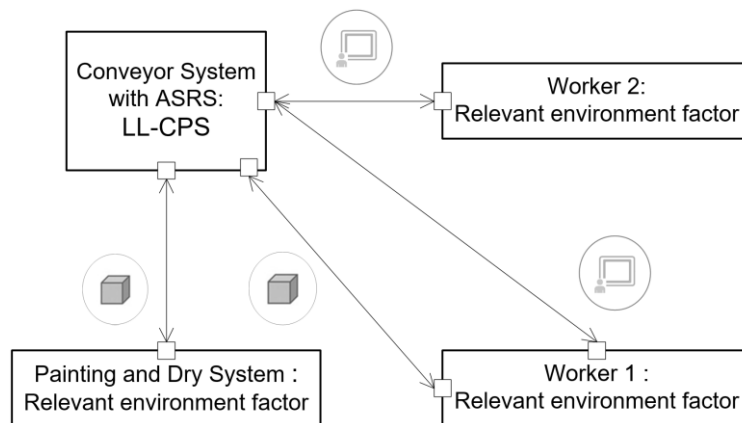 Conveyor System
with ASRS:
LL-CPS
Worker 2:
Relevant environment factor
Painting and Dry System :
Relevant environment factor
Worker 1 :
Relevant environment factor